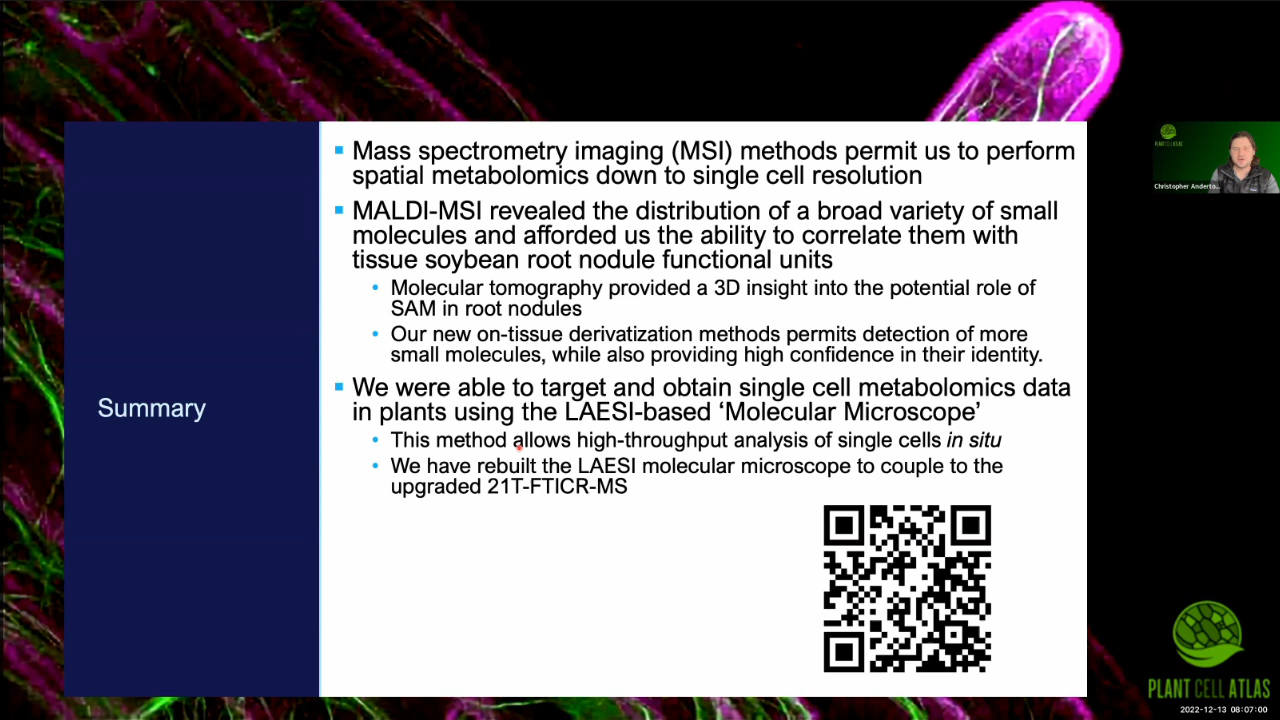 Mass spectrometry imaging (MSI) methods permit us to perform
spatial metabolomics down to single cell resolution
MALDI-MSI revealed the distribution of a broad variety of small
molecules and afforded us the ability to correlate them with
tissue soybean root nodule functional units
Molecular tomography provided a 3D insight into the potential role of
SAM in root nodules
Our new on-tissue derivatization methods permits detection of more
small molecules, while also providing high confidence in their identity.
Summary
We were able to target and obtain single cell metabolomics data
in plants using the LAESI-based ‘Molecular Microscope’
This method allows high-throughput analysis of single cells in situ
We have rebuilt the LAESI molecular microscope to couple to the
upgraded 21T-FTICR-MS
PLANT CELL ATLAS
Christopher Anderto...
PLANT CELL ATLAS
2022-12-13 08:07:00